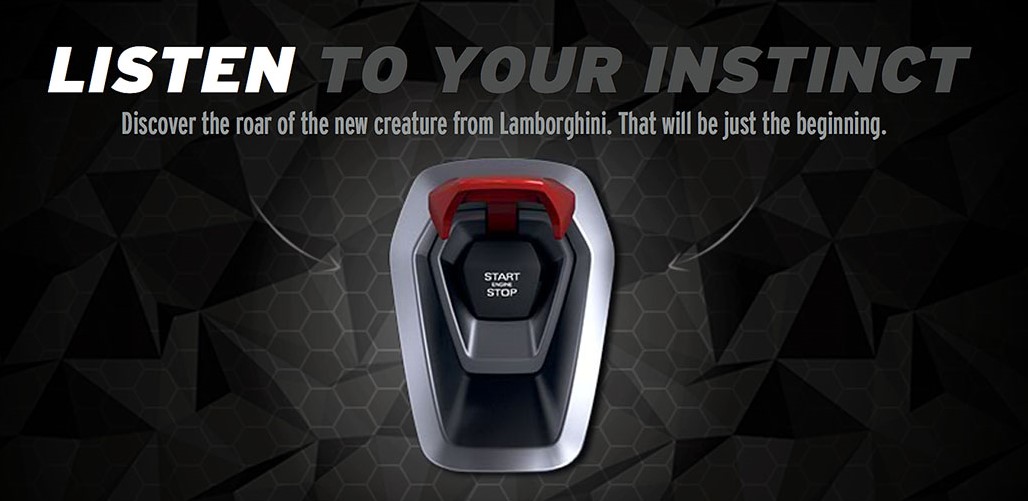 LISTEN TO YOUR INSTINCT
Discover the roar of the new creature from Lamborghini. That will be just the beginning.
START
ENGINE
STOP